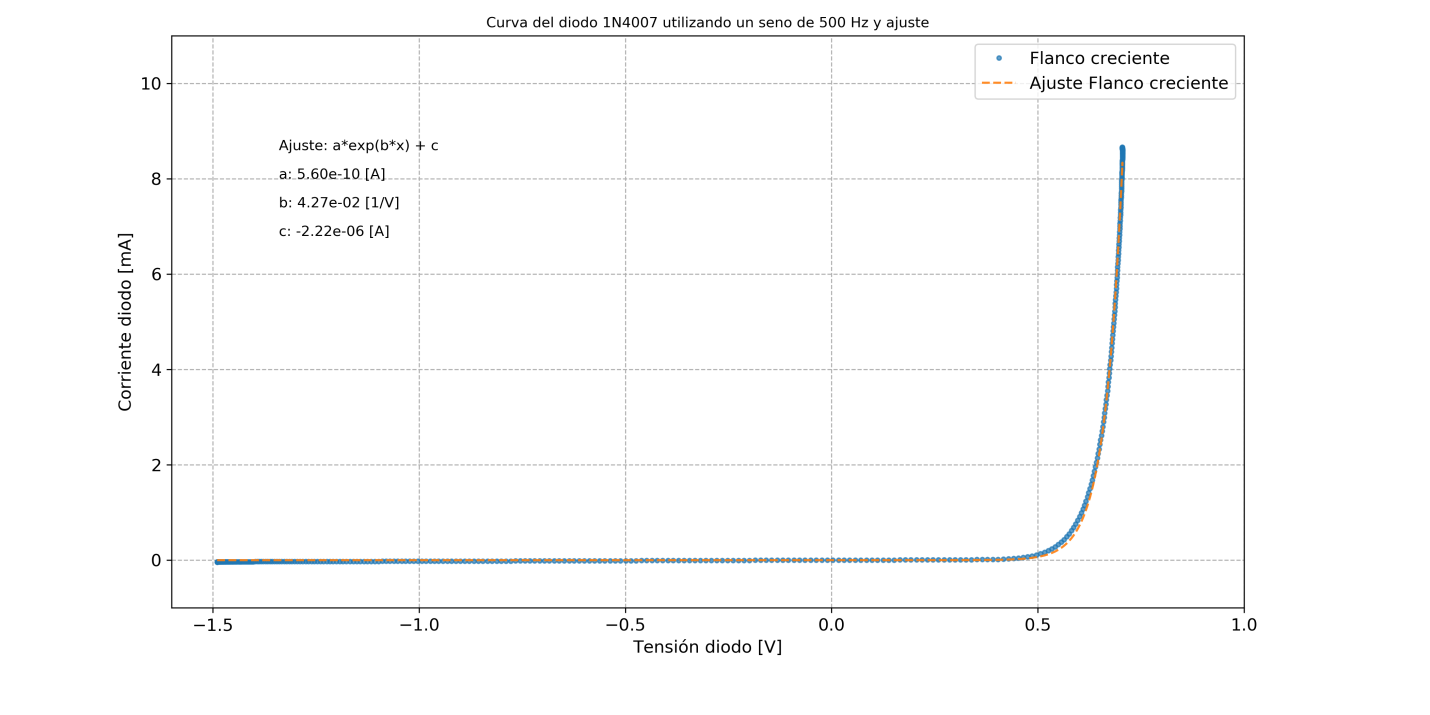 Curva del diodo 1N4007 utilizando un seno de 500 Hz y ajuste
Flanco creciente
Ajuste Flanco creciente
Ajuste: a*exp(b*x) + c
a: 5.60e-10 [A]
b: 4.27e-02 [1/V]
c: -2.22e-06 [A]
Corriente diodo [mA]
10
8
6
4
2
0
−1.5
−1.0
−0.5
0.0
0.5
1.0
Tensión diodo [V]